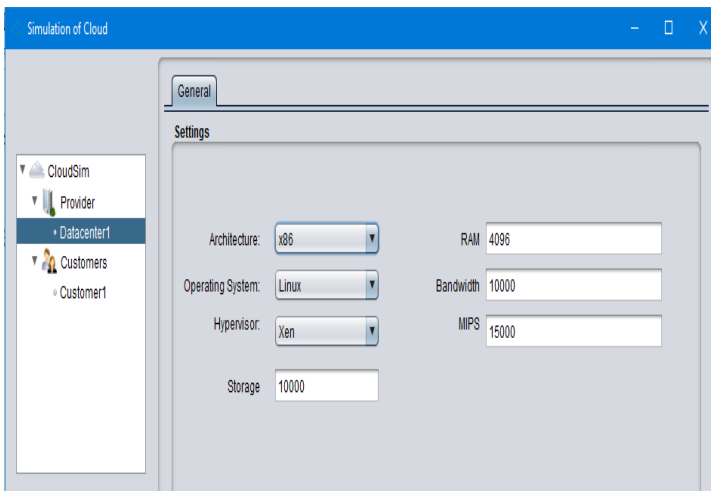 Simulation of Cloud
General
Settings
CloudSim
Provider
Datacenter1
Customers
Customer1
Architecture: x86
RAM 4096
Operating System: Linux
Bandwidth 10000
Hypervisor: Xen
MIPS 15000
Storage 10000